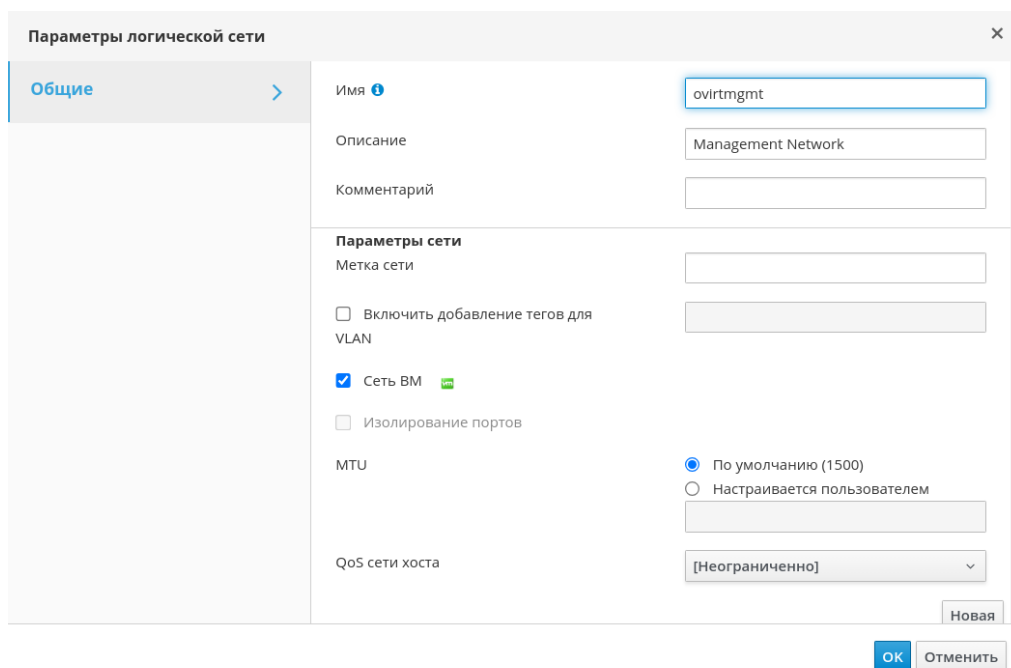 Параметры логической сети
×
Общие
Имя
ovirtmgmt
Описание
Management Network
Комментарий
Параметры сети
Метка сети
Включить добавление тегов для
VLAN
Сеть ВМ vm
Изолирование портов
MTU
По умолчанию (1500)
Настраивается пользователем
QoS сети хоста
[Неограниченно]
Новая
OK
Отменить